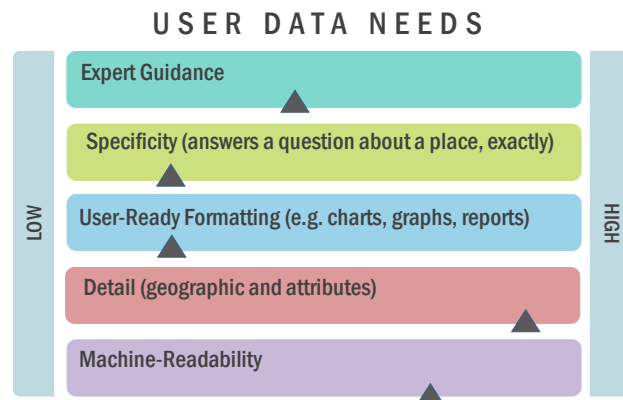 USER DATA NEEDS
Expert Guidance
Specificity (answers a question about a place, exactly)
LOW
User-Ready Formatting (e.g. charts, graphs, reports)
HIGH
Detail (geographic and attributes)
Machine-Readability